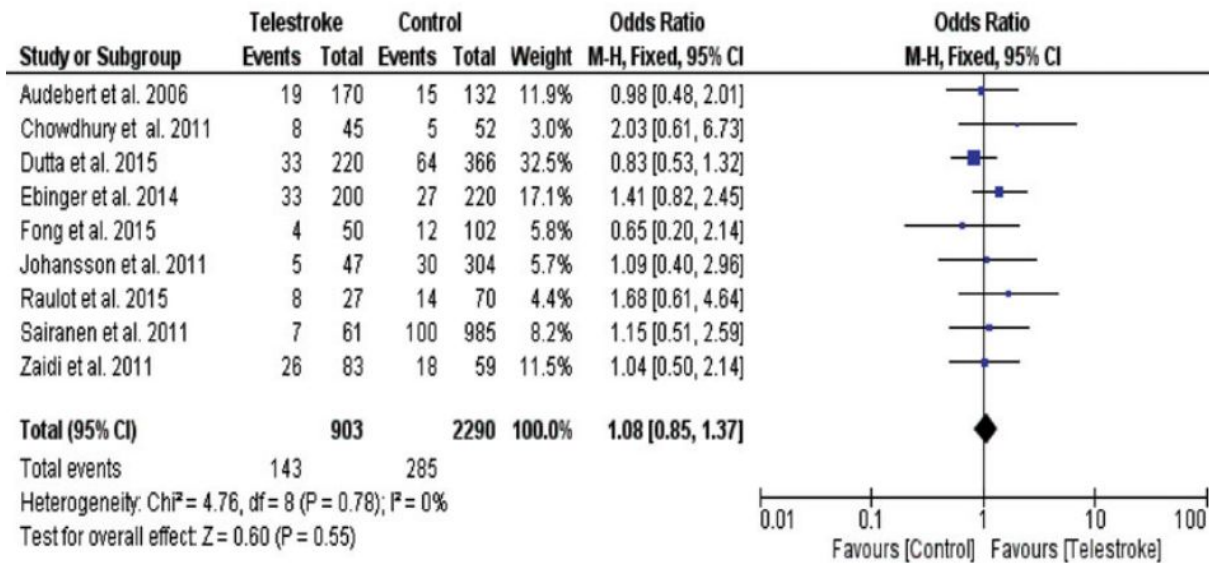 Telestroke Control Odds Ratio Odds Ratio
Study or Subgroup Events Total Events Total Weight M-H, Fixed, 95% CI M-H, Fixed, 95% CI
Audebert et al. 2006 19 170 15 132 11.9% 0.98 [0.48, 2.01]
Chowdhury et al. 2011 8 45 5 52 3.0% 2.03 [0.61, 6.73]
Dutta et al. 2015 33 220 64 366 32.5% 0.83 [0.53, 1.32]
Ebinger et al. 2014 33 200 27 220 17.1% 1.41 [0.82, 2.45]
Fong et al. 2015 4 50 12 102 5.8% 0.65 [0.20, 2.14]
Johansson et al. 2011 5 47 30 304 5.7% 1.09 [0.40, 2.96]
Raulot et al. 2015 8 27 14 70 4.4% 1.68 [0.61, 4.64]
Sairanen et al. 2011 7 61 100 985 8.2% 1.15 [0.51, 2.59]
Zaidi et al. 2011 26 83 18 59 11.5% 1.04 [0.50, 2.14]
Total (95% CI) 903 2290 100.0% 1.08 [0.85, 1.37]
Total events 143 285
Heterogeneity: Chi² = 4.76, df = 8 (P = 0.78); I² = 0%
Test for overall effect: Z = 0.60 (P = 0.55)
0.01 0.1 1 10 100
Favours [Control] Favours [Telestroke]